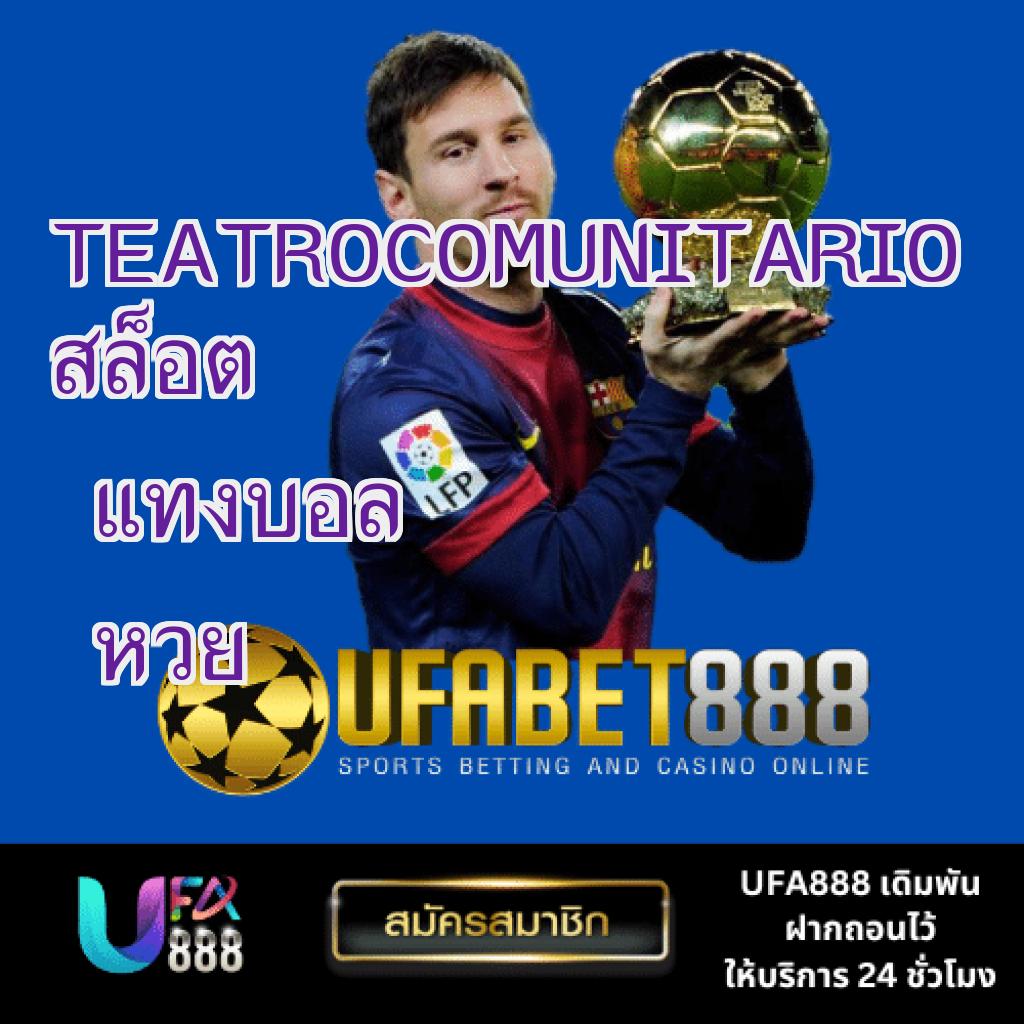 TEATROCOMUNITARIO
สล็อต
LFP
แทงบอล
หวย
UFABET888
SPORTS BETTING AND CASINO ONLINE
UFA
888
สมัครสมาชิก
UFA888 เดิมพัน
ฝากถอนไว้
ให้บริการ 24 ชั่วโมง